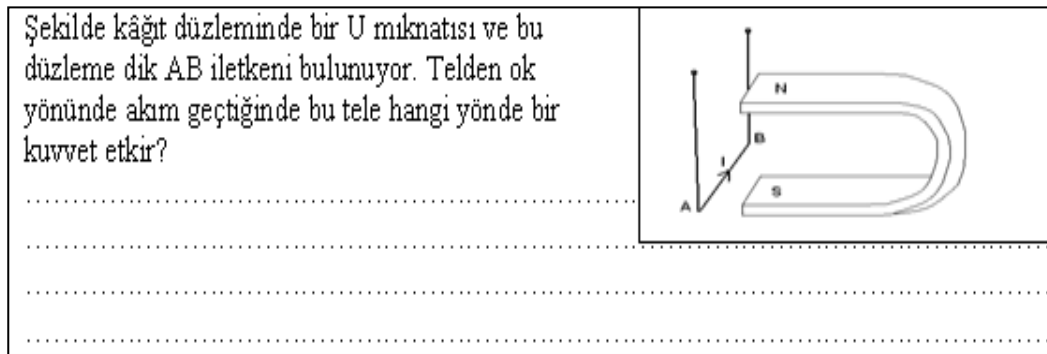 Şekilde kâğıt düzleminde bir U mıknatısı ve bu
düzleme dik AB iletkeni bulunuyor. Telden ok
yönünde akım geçtiğinde bu tele hangi yönde bir
kuvvet etkir?
N
B
I
S
A